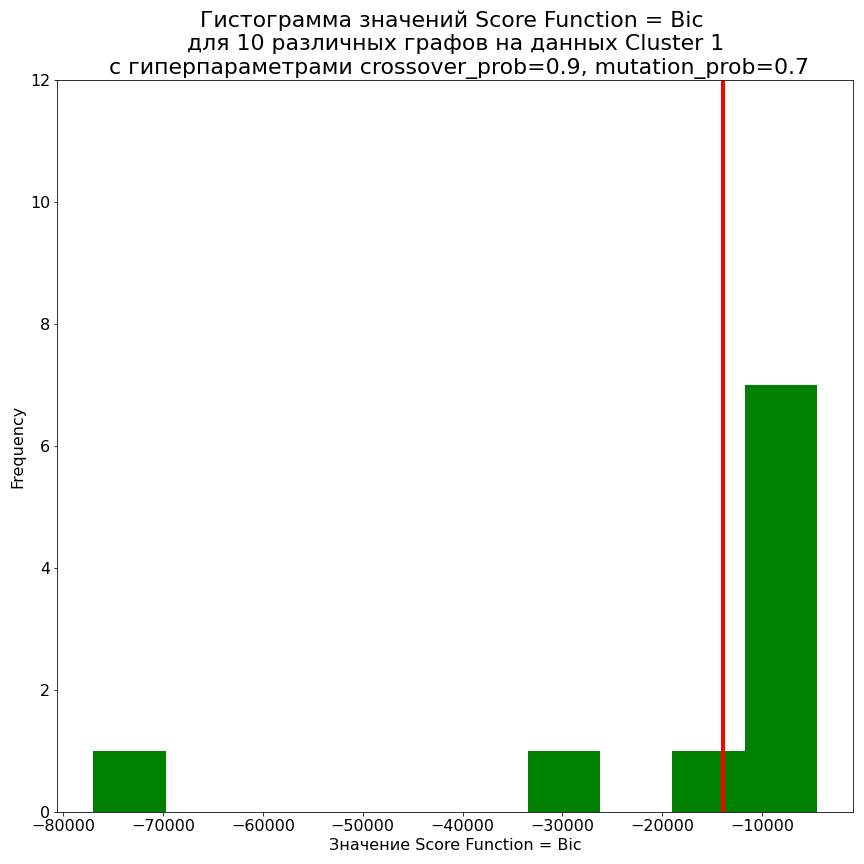 Гистограмма значений Score Function = Bic
для 10 различных графов на данных Cluster 1
с гиперпараметрами crossover_prob=0.9, mutation_prob=0.7
12
10
8
6
4
2
0
Frequency
−80000 −70000 −60000 −50000 −40000 −30000 −20000 −10000
Значение Score Function = Bic